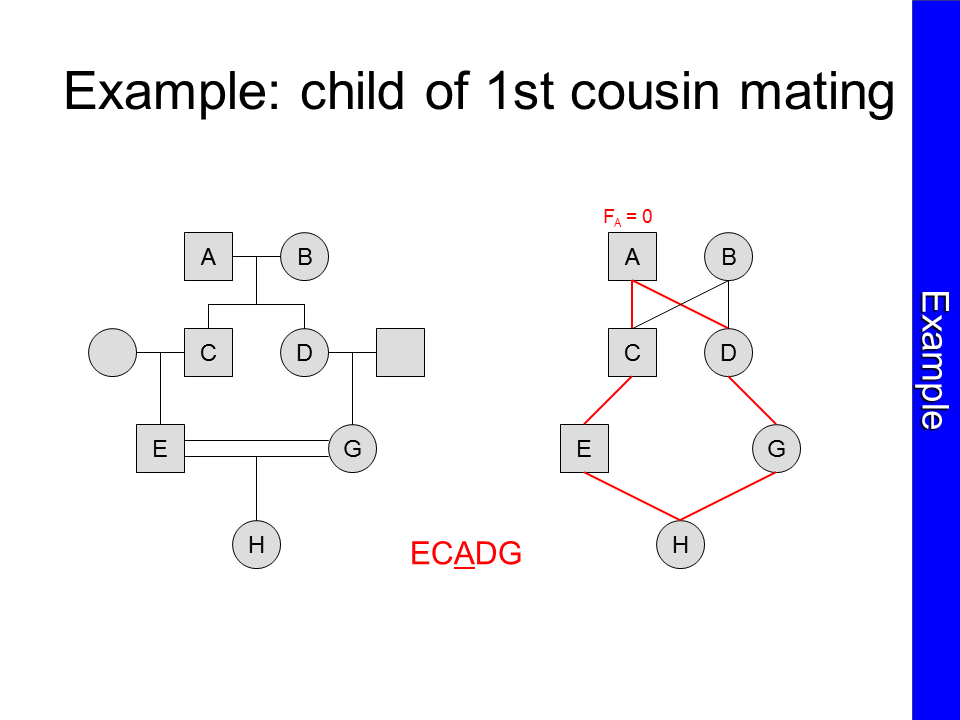 Example: child of 1st cousin mating
F_A = 0
A B
A B
C D
C D
E G
E G
H
H
ECADG
Example